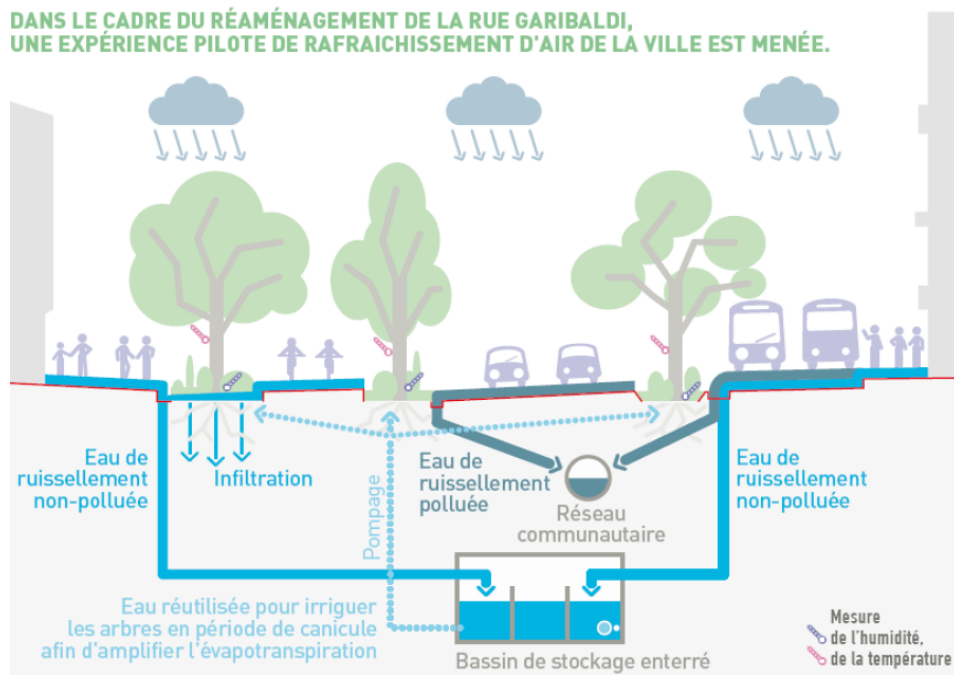 DANS LE CADRE DU RÉAMÉNAGEMENT DE LA RUE GARIBALDI,
UNE EXPÉRIENCE PILOTE DE RAFRAICHISSEMENT D'AIR DE LA VILLE EST MENÉE.
Eau de
ruissellement
non-polluée
Infiltration
Pompage
Eau de
ruissellement
polluée
Réseau
communautaire
Eau de
ruissellement
non-polluée
Eau réutilisée pour irriguer
les arbres en période de canicule
afin d'amplifier l'évapotranspiration
Bassin de stockage enterré
Mesure
de l'humidité,
de la température